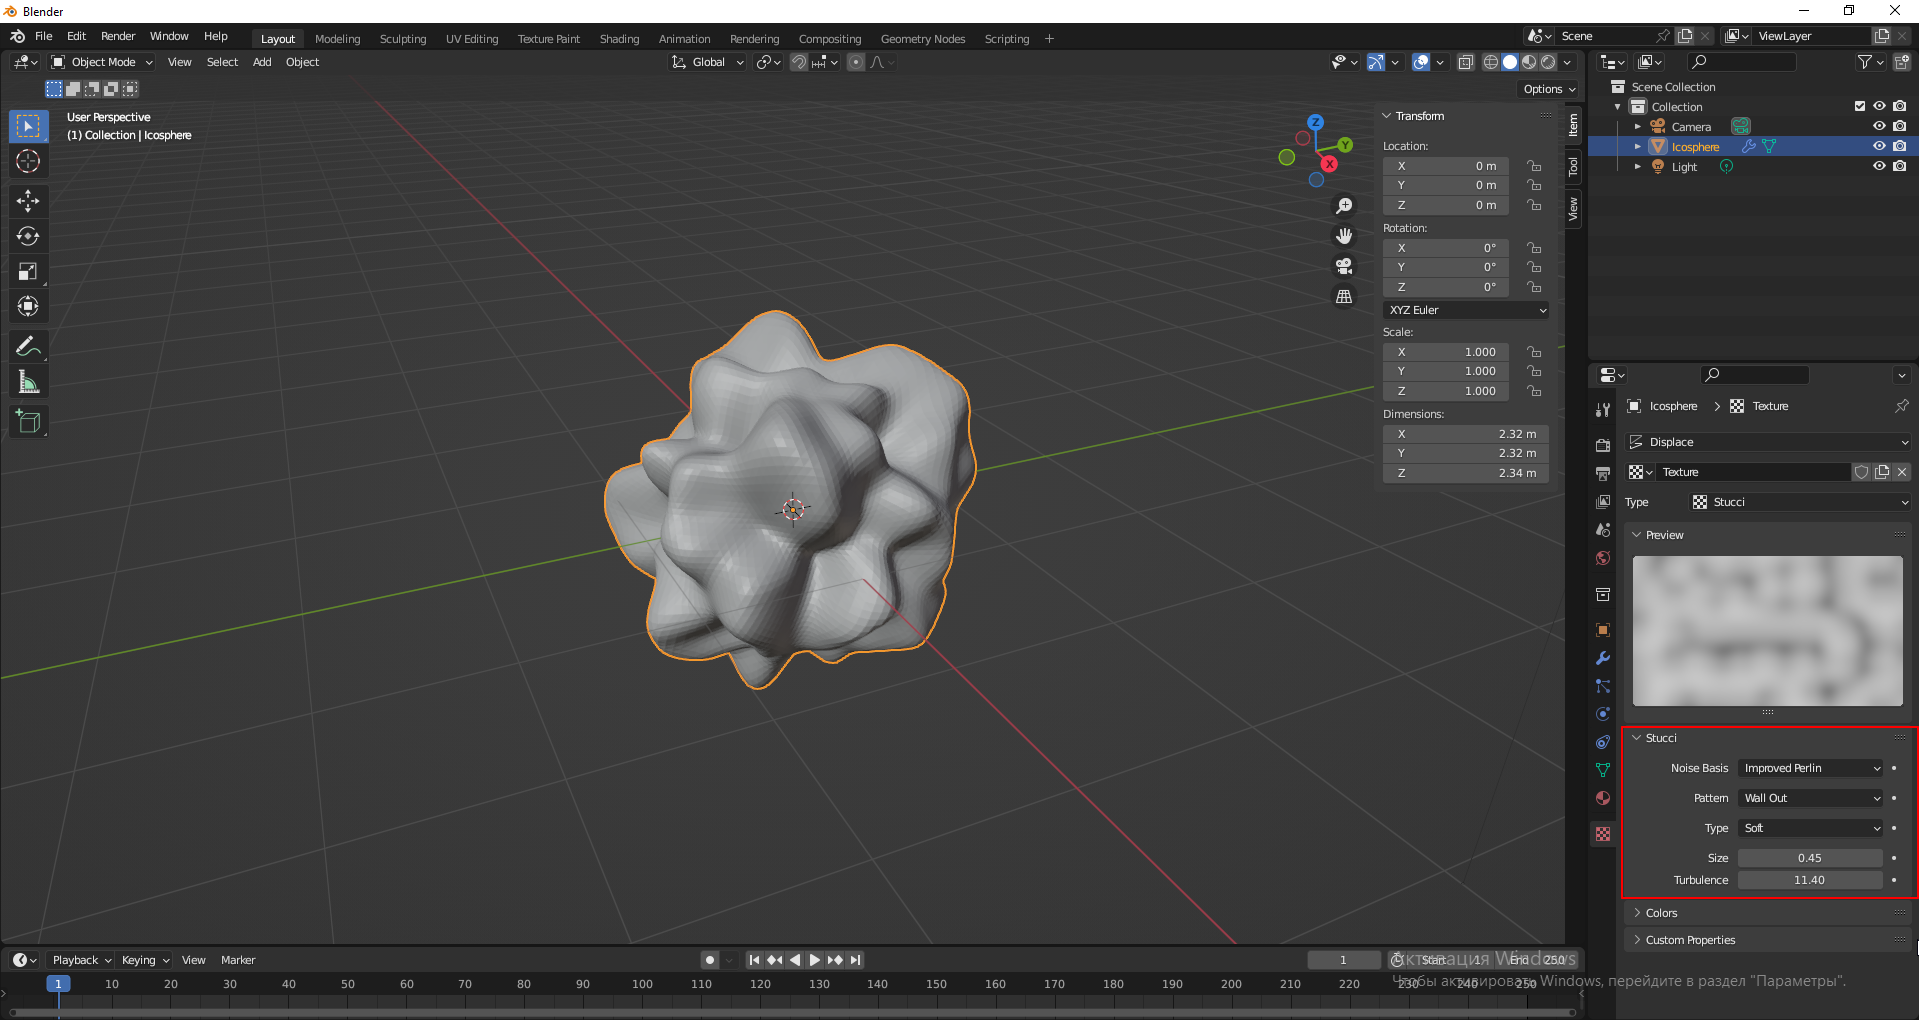 Blender
File Edit Render Window Help Layout Modeling Sculpting UV Editing Texture Paint Shading Animation Rendering Compositing Geometry Nodes Scripting + Scene ViewLayer
Object Mode View Select Add Object Global
Options
User Perspective
(1) Collection | Icosphere
Z
Y
X
Transform
Location:
X 0 m
Y 0 m
Z 0 m
Rotation:
X 0°
Y 0°
Z 0°
XYZ Euler
Scale:
X 1.000
Y 1.000
Z 1.000
Dimensions:
X 2.32 m
Y 2.32 m
Z 2.34 m
Item
Tool
View
Scene Collection
Collection
Camera
Icosphere
Light
Icosphere > Texture
Displace
Texture
Type Stucci
Preview
Stucci
Noise Basis Improved Perlin
Pattern Wall Out
Type Soft
Size 0.45
Turbulence 11.40
Colors
Custom Properties
Playback Keying View Marker 1 Start 1 End 250
Активация Windows
1 10 20 30 40 50 60 70 80 90 100 110 120 130 140 150 160 170 180 190 200 210 220 230 240 250
Чтобы активировать Windows, перейдите в раздел "Параметры".